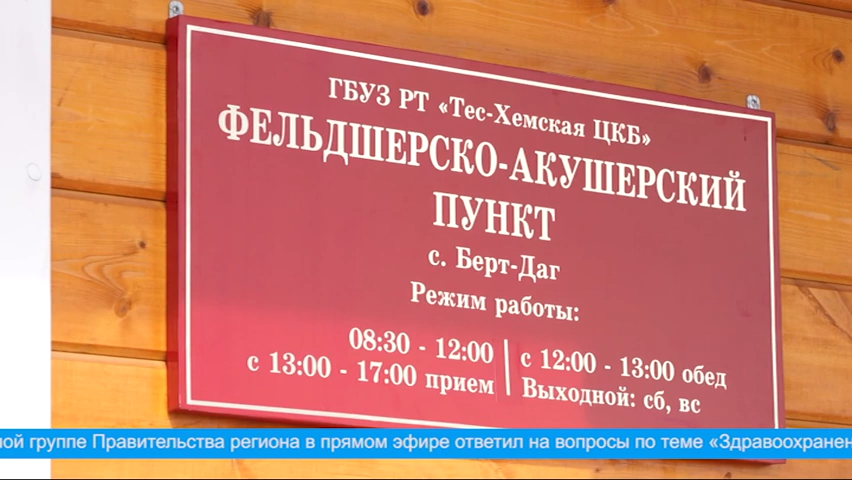 ГБУЗ РТ «Тес-Хемская ЦКБ»
ФЕЛЬДШЕРСКО-АКУШЕРСКИЙ
ПУНКТ
с. Берт-Даг
Режим работы:
08:30 - 12:00
с 13:00 - 17:00 прием
с 12:00 - 13:00 обед
Выходной: сб, вс
группе Правительства региона в прямом эфире ответил на вопросы по теме